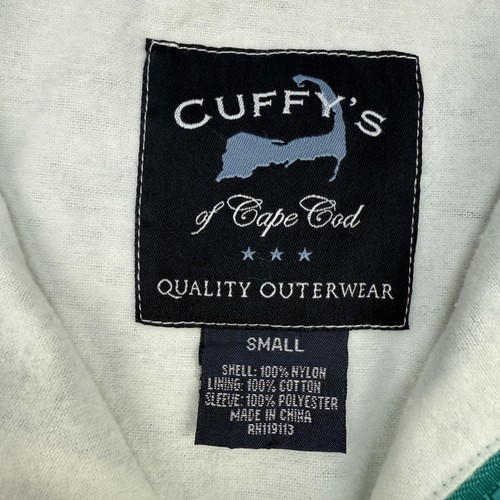 CUFFY'S
of Cape Cod
QUALITY OUTERWEAR
SMALL
SHELL: 100% NYLON
LINING: 100% COTTON
SLEEVE: 100% POLYESTER
MADE IN CHINA
RN119113